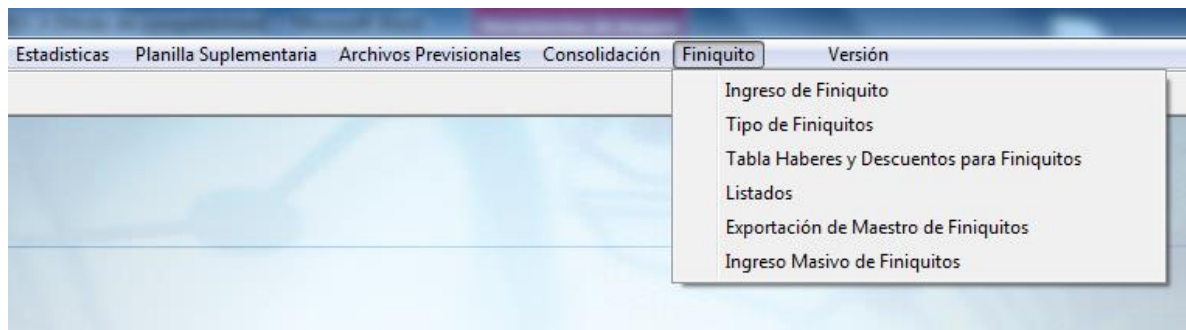 Estadisticas Planilla Suplementaria Archivos Previsionales Consolidación Finiquito Versión
Ingreso de Finiquito
Tipo de Finiquitos
Tabla Haberes y Descuentos para Finiquitos
Listados
Exportación de Maestro de Finiquitos
Ingreso Masivo de Finiquitos